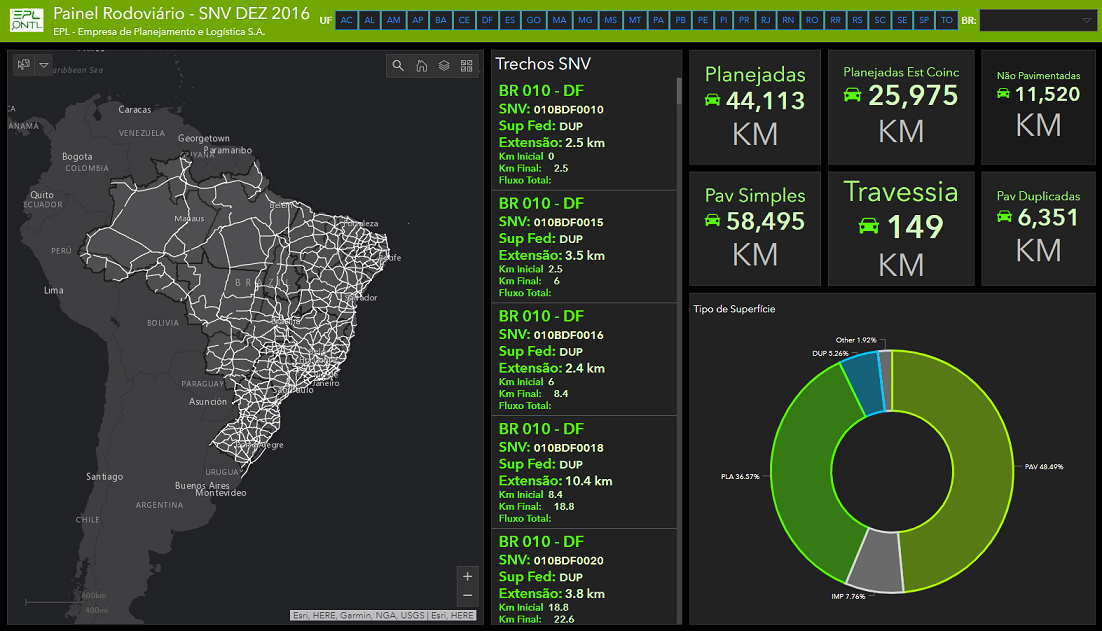 EPL
ONTL
Painel Rodoviário - SNV DEZ 2016
EPL - Empresa de Planejamento e Logística S.A.
UF
AC AL AM AP BA CE DF ES GO MA MG MS MT PA PB PE PI PR RJ RN RO RR RS SC SE SP TO
BR:
Caribbean Sea
PANAMA
Caracas
VENEZUELA
Georgetown
Paramaribo
GUYANA
Bogota
COLOMBIA
Quito
ECUADOR
Manaus
Belém
Fortaleza
Recife
PERÚ
BRAZIL
Lima
Salvador
BOLIVIA
Brasília
PARAGUAY
Janeiro
São Paulo
Asunción
Porto Alegre
URUGUAY
Santiago
Buenos Aires
Montevideo
ARGENTINA
CHILE
+
−
600km
400mi
Esri, HERE, Garmin, NGA, USGS | Esri, HERE
Trechos SNV
BR 010 - DF
SNV: 010BDF0010
Sup Fed: DUP
Extensão: 2.5 km
Km Inicial 0
Km Final: 2.5
Fluxo Total:
BR 010 - DF
SNV: 010BDF0015
Sup Fed: DUP
Extensão: 3.5 km
Km Inicial 2.5
Km Final: 6
Fluxo Total:
BR 010 - DF
SNV: 010BDF0016
Sup Fed: DUP
Extensão: 2.4 km
Km Inicial 6
Km Final: 8.4
Fluxo Total:
BR 010 - DF
SNV: 010BDF0018
Sup Fed: DUP
Extensão: 10.4 km
Km Inicial 8.4
Km Final: 18.8
Fluxo Total:
BR 010 - DF
SNV: 010BDF0020
Sup Fed: DUP
Extensão: 3.8 km
Km Inicial 18.8
Km Final: 22.6
Planejadas
44,113
KM
Planejadas Est Coinc
25,975
KM
Não Pavimentadas
11,520
KM
Pav Simples
58,495
KM
Travessia
149
KM
Pav Duplicadas
6,351
KM
Tipo de Superfície
Other 1.92%
DUP 5.26%
PLA 36.57%
PAV 48.49%
IMP 7.76%